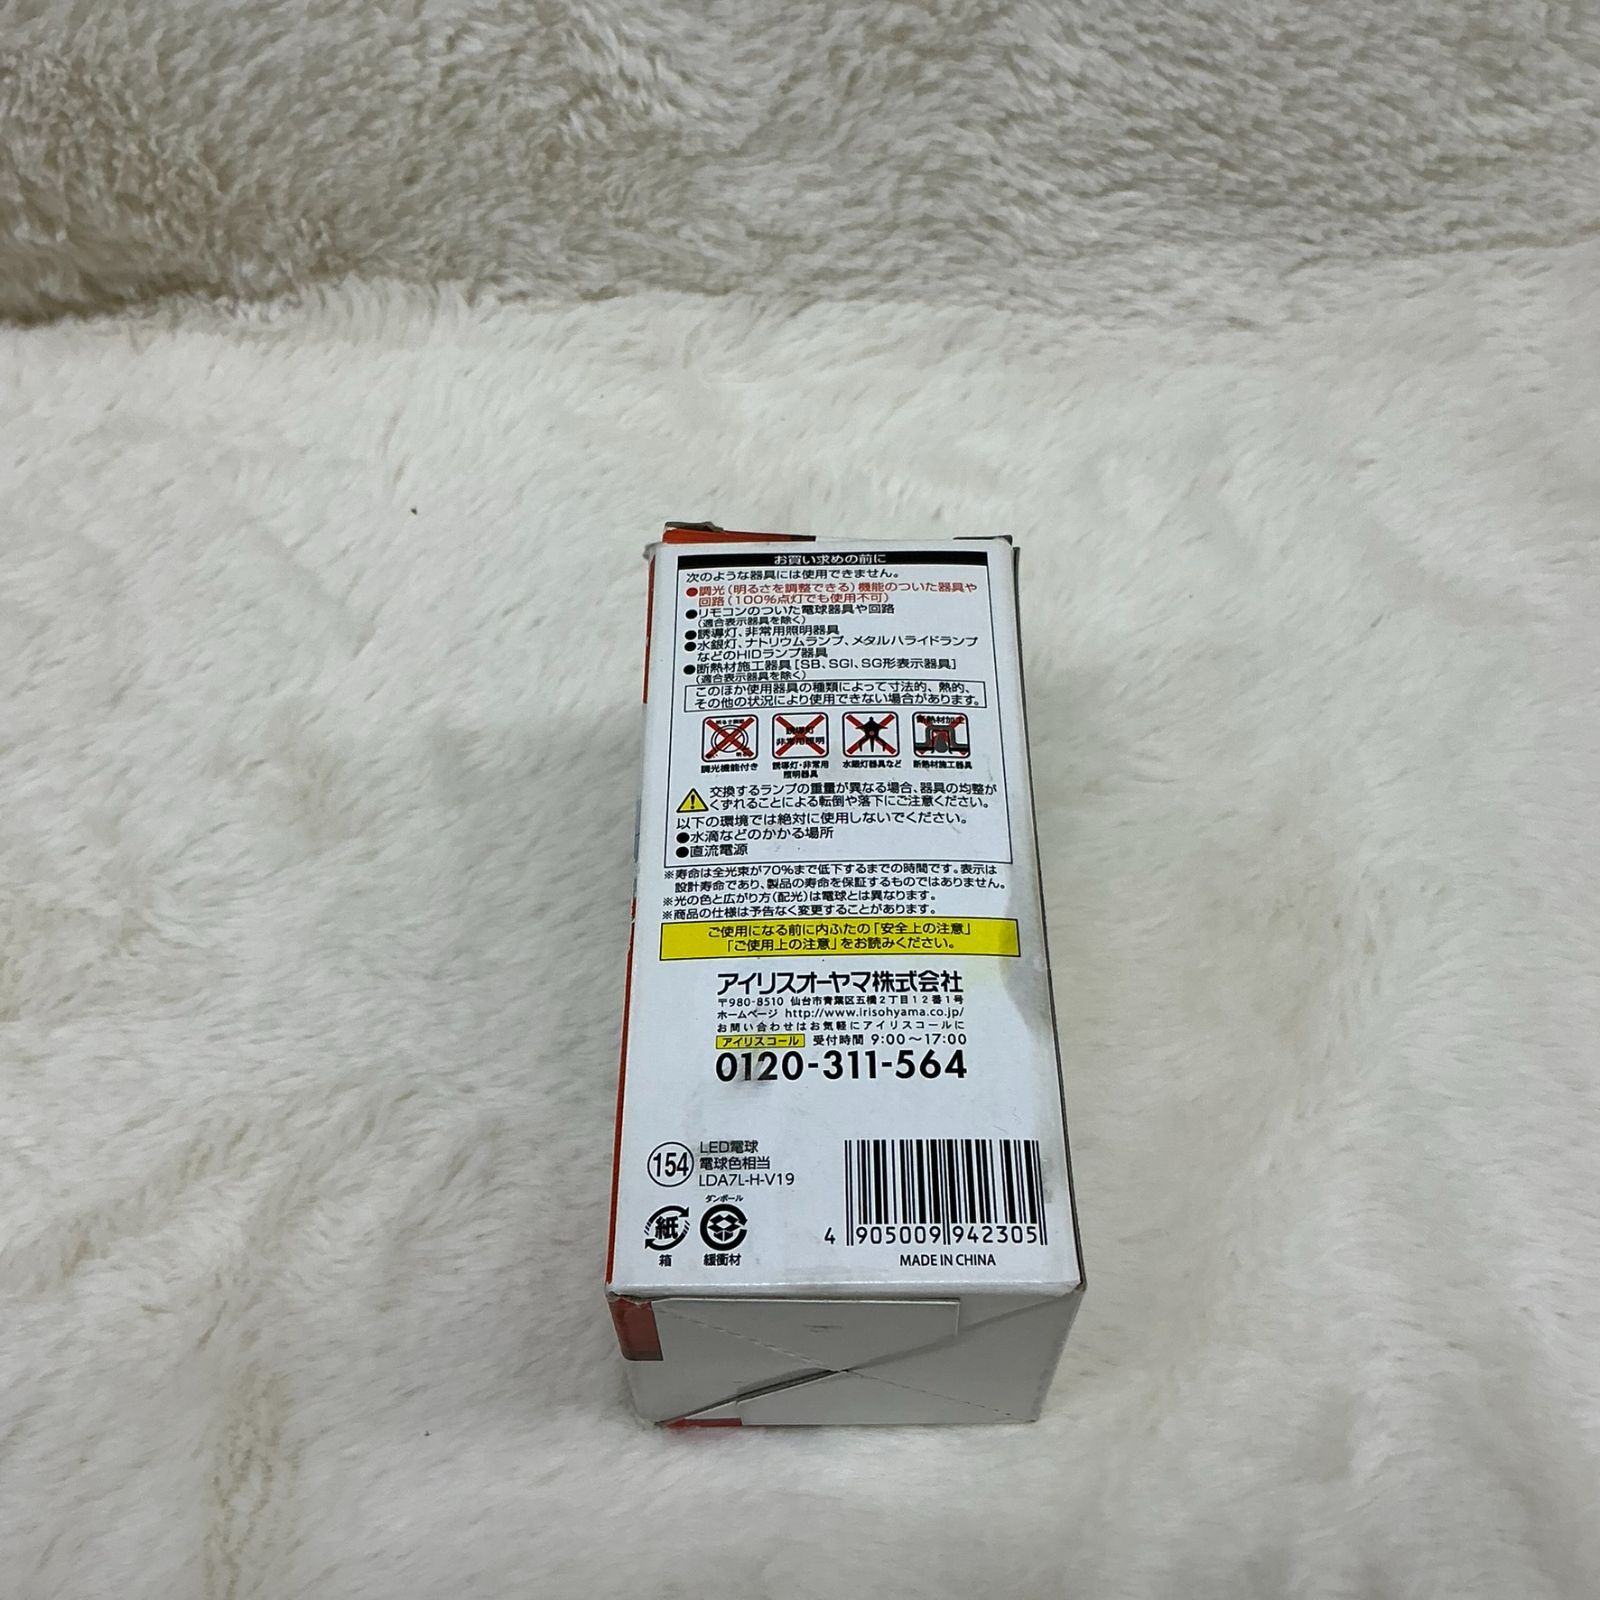 お買い求めの前に
次のような器具には使用できません。
●調光(明るさを調整できる)機能のついた器具や
回路(100%点灯でも使用不可)
●リモコンのついた電球器具や回路
(適合表示器具を除く)
●誘導灯、非常用照明器具
●水銀灯、ナトリウムランプ、メタルハライドランプ
などのHIDランプ器具
●断熱材施工器具[SB、SGI、SG形表示器具]
(適合表示器具を除く)
このほか使用器具の種類によって寸法的、熱的、
その他の状況により使用できない場合があります。
誘導灯
非常用照明
断熱材施工
調光機能付き
誘導灯・非常用
照明器具
水銀灯器具など
断熱材施工器具
交換するランプの重量が異なる場合、器具の均整が
くずれることによる転倒や落下にご注意ください。
以下の環境では絶対に使用しないでください。
●水滴などのかかる場所
●直流電源
※寿命は全光束が70%まで低下するまでの時間です。表示は
設計寿命であり、製品の寿命を保証するものではありません。
※光の色と広がり方(配光)は電球とは異なります。
※商品の仕様は予告なく変更することがあります。
ご使用になる前に内ふたの「安全上の注意」
「ご使用上の注意」をお読みください。
アイリスオーヤマ株式会社
〒980-8510 仙台市青葉区五橋2丁目12番1号
ホームページ http://www.irisohyama.co.jp/
お問い合わせはお気軽にアイリスコールに
アイリスコール 受付時間 9:00～17:00
0120-311-564
154
LED電球
電球色相当
LDA7L-H-V19
紙
箱
ダンボール
緩衝材
4 905009 942305
MADE IN CHINA